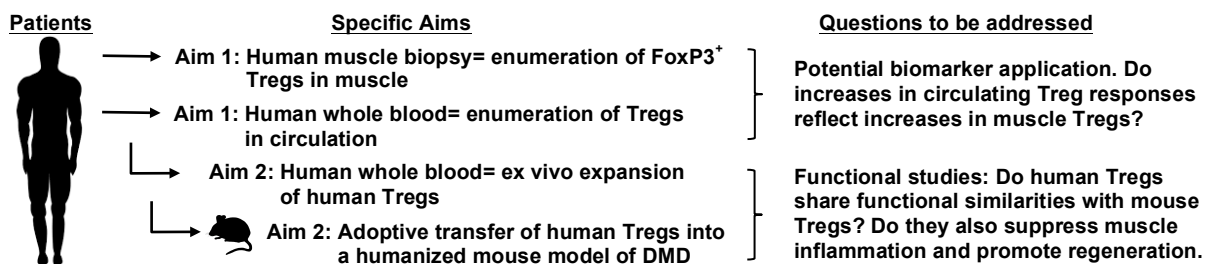 Patients
Specific Aims
Questions to be addressed
Aim 1: Human muscle biopsy= enumeration of FoxP3⁺
Tregs in muscle
Aim 1: Human whole blood= enumeration of Tregs
in circulation
Potential biomarker application. Do
increases in circulating Treg responses
reflect increases in muscle Tregs?
Aim 2: Human whole blood= ex vivo expansion
of human Tregs
Aim 2: Adoptive transfer of human Tregs into
a humanized mouse model of DMD
Functional studies: Do human Tregs
share functional similarities with mouse
Tregs? Do they also suppress muscle
inflammation and promote regeneration.